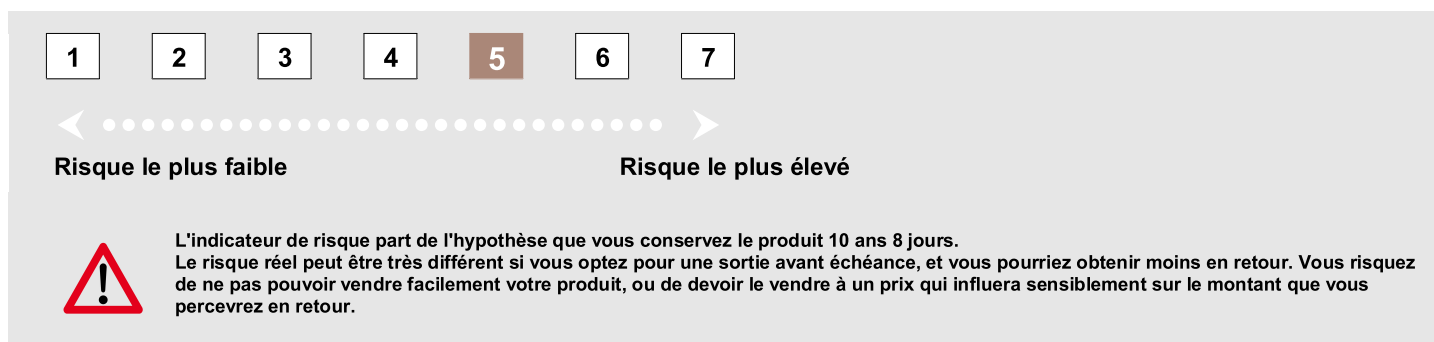 1 2 3 4 5 6 7
Risque le plus faible Risque le plus élevé
L'indicateur de risque part de l'hypothèse que vous conservez le produit 10 ans 8 jours.
Le risque réel peut être très différent si vous optez pour une sortie avant échéance, et vous pourriez obtenir moins en retour. Vous risquez
de ne pas pouvoir vendre facilement votre produit, ou de devoir le vendre à un prix qui influera sensiblement sur le montant que vous
percevrez en retour.